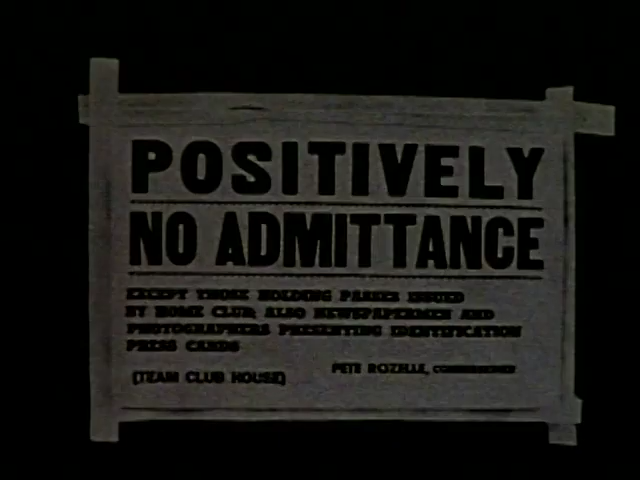 POSITIVELY
NO ADMITTANCE
EXCEPT THOSE HOLDING PASSES ISSUED
BY HOME CLUB, ALSO NEWSPAPERMEN AND
PHOTOGRAPHERS PRESENTING IDENTIFICATION
PRESS CARDS
(TEAM CLUB HOUSE)
PETE ROZELLE, COMMISSIONER